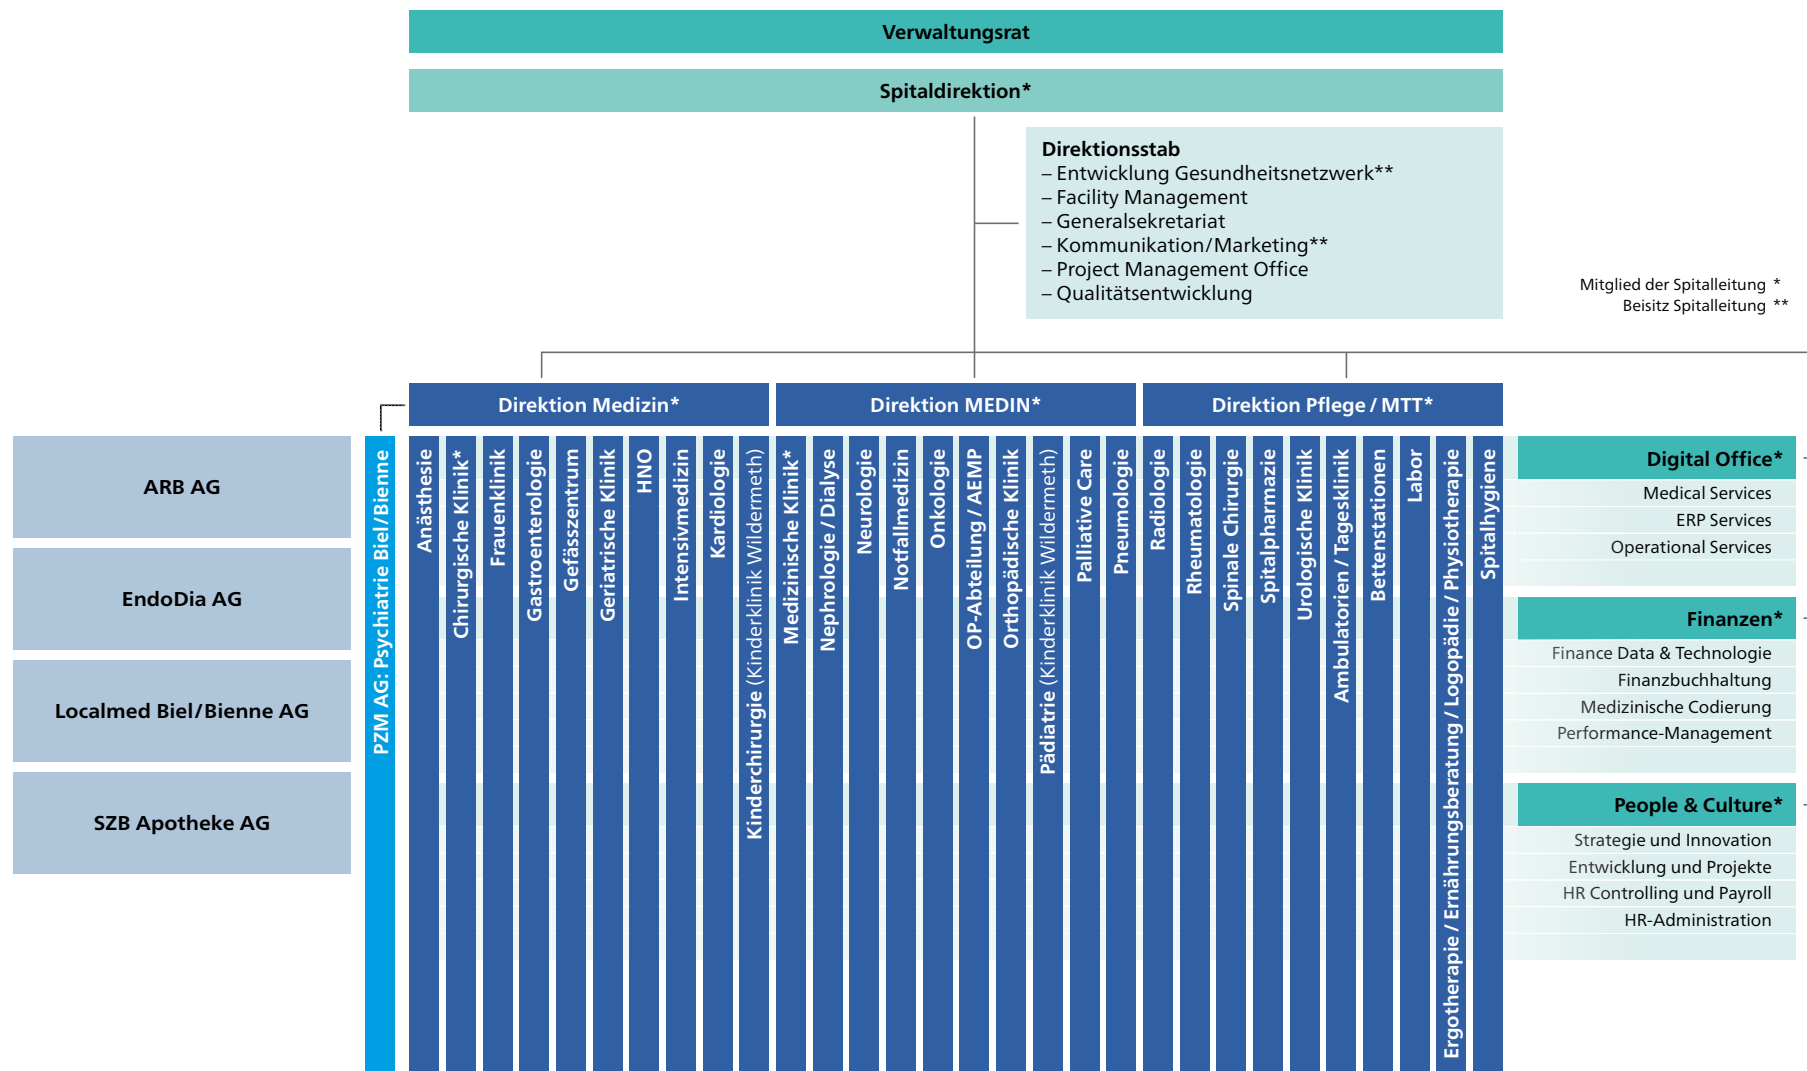 Verwaltungsrat
Spitaldirektion*
Direktionsstab
– Entwicklung Gesundheitsnetzwerk**
– Facility Management
– Generalsekretariat
– Kommunikation/Marketing**
– Project Management Office
– Qualitätsentwicklung
Mitglied der Spitalleitung *
Beisitz Spitalleitung **
Direktion Medizin*
Direktion MEDIN*
Direktion Pflege / MTT*
ARB AG
EndoDia AG
Localmed Biel/Bienne AG
SZB Apotheke AG
PZM AG: Psychiatrie Biel/Bienne
Anästhesie
Chirurgische Klinik*
Frauenklinik
Gastroenterologie
Gefässzentrum
Geriatrische Klinik
HNO
Intensivmedizin
Kardiologie
Kinderchirurgie (Kinderklinik Wildermeth)
Medizinische Klinik*
Nephrologie / Dialyse
Neurologie
Notfallmedizin
Onkologie
OP-Abteilung / AEMP
Orthopädische Klinik
Pädiatrie (Kinderklinik Wildermeth)
Palliative Care
Pneumologie
Radiologie
Rheumatologie
Spinale Chirurgie
Spitalpharmazie
Urologische Klinik
Ambulatorien / Tagesklinik
Bettenstationen
Labor
Ergotherapie / Ernährungsberatung / Logopädie / Physiotherapie
Spitalhygiene
Digital Office*
Medical Services
ERP Services
Operational Services
Finanzen*
Finance Data & Technologie
Finanzbuchhaltung
Medizinische Codierung
Performance-Management
People & Culture*
Strategie und Innovation
Entwicklung und Projekte
HR Controlling und Payroll
HR-Administration